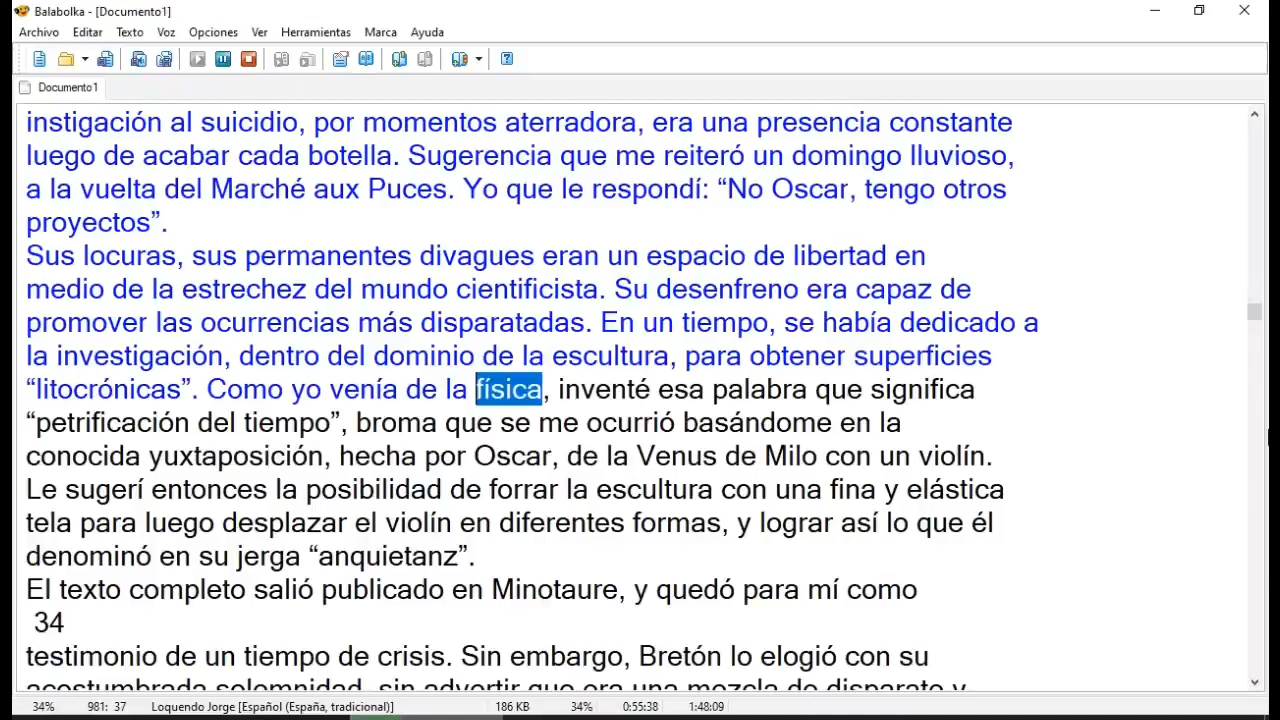 Balabolka - [Documento1]
Archivo Editar Texto Voz Opciones Ver Herramientas Marca Ayuda
Documento1
instigación al suicidio, por momentos aterradora, era una presencia constante
luego de acabar cada botella. Sugerencia que me reiteró un domingo lluvioso,
a la vuelta del Marché aux Puces. Yo que le respondí: “No Oscar, tengo otros
proyectos”.
Sus locuras, sus permanentes divagues eran un espacio de libertad en
medio de la estrechez del mundo cientificista. Su desenfreno era capaz de
promover las ocurrencias más disparatadas. En un tiempo, se había dedicado a
la investigación, dentro del dominio de la escultura, para obtener superficies
“litocrónicas”. Como yo venía de la física, inventé esa palabra que significa
“petrificación del tiempo”, broma que se me ocurrió basándome en la
conocida yuxtaposición, hecha por Oscar, de la Venus de Milo con un violín.
Le sugerí entonces la posibilidad de forrar la escultura con una fina y elástica
tela para luego desplazar el violín en diferentes formas, y lograr así lo que él
denominó en su jerga “anquietanz”.
El texto completo salió publicado en Minotaure, y quedó para mí como
34
testimonio de un tiempo de crisis. Sin embargo, Bretón lo elogió con su
acostumbrada solemnidad, sin advertir que era una mezcla de disparate y
34% 981: 37 Loquendo Jorge [Español (España, tradicional)] 186 KB 34% 0:55:38 1:48:09